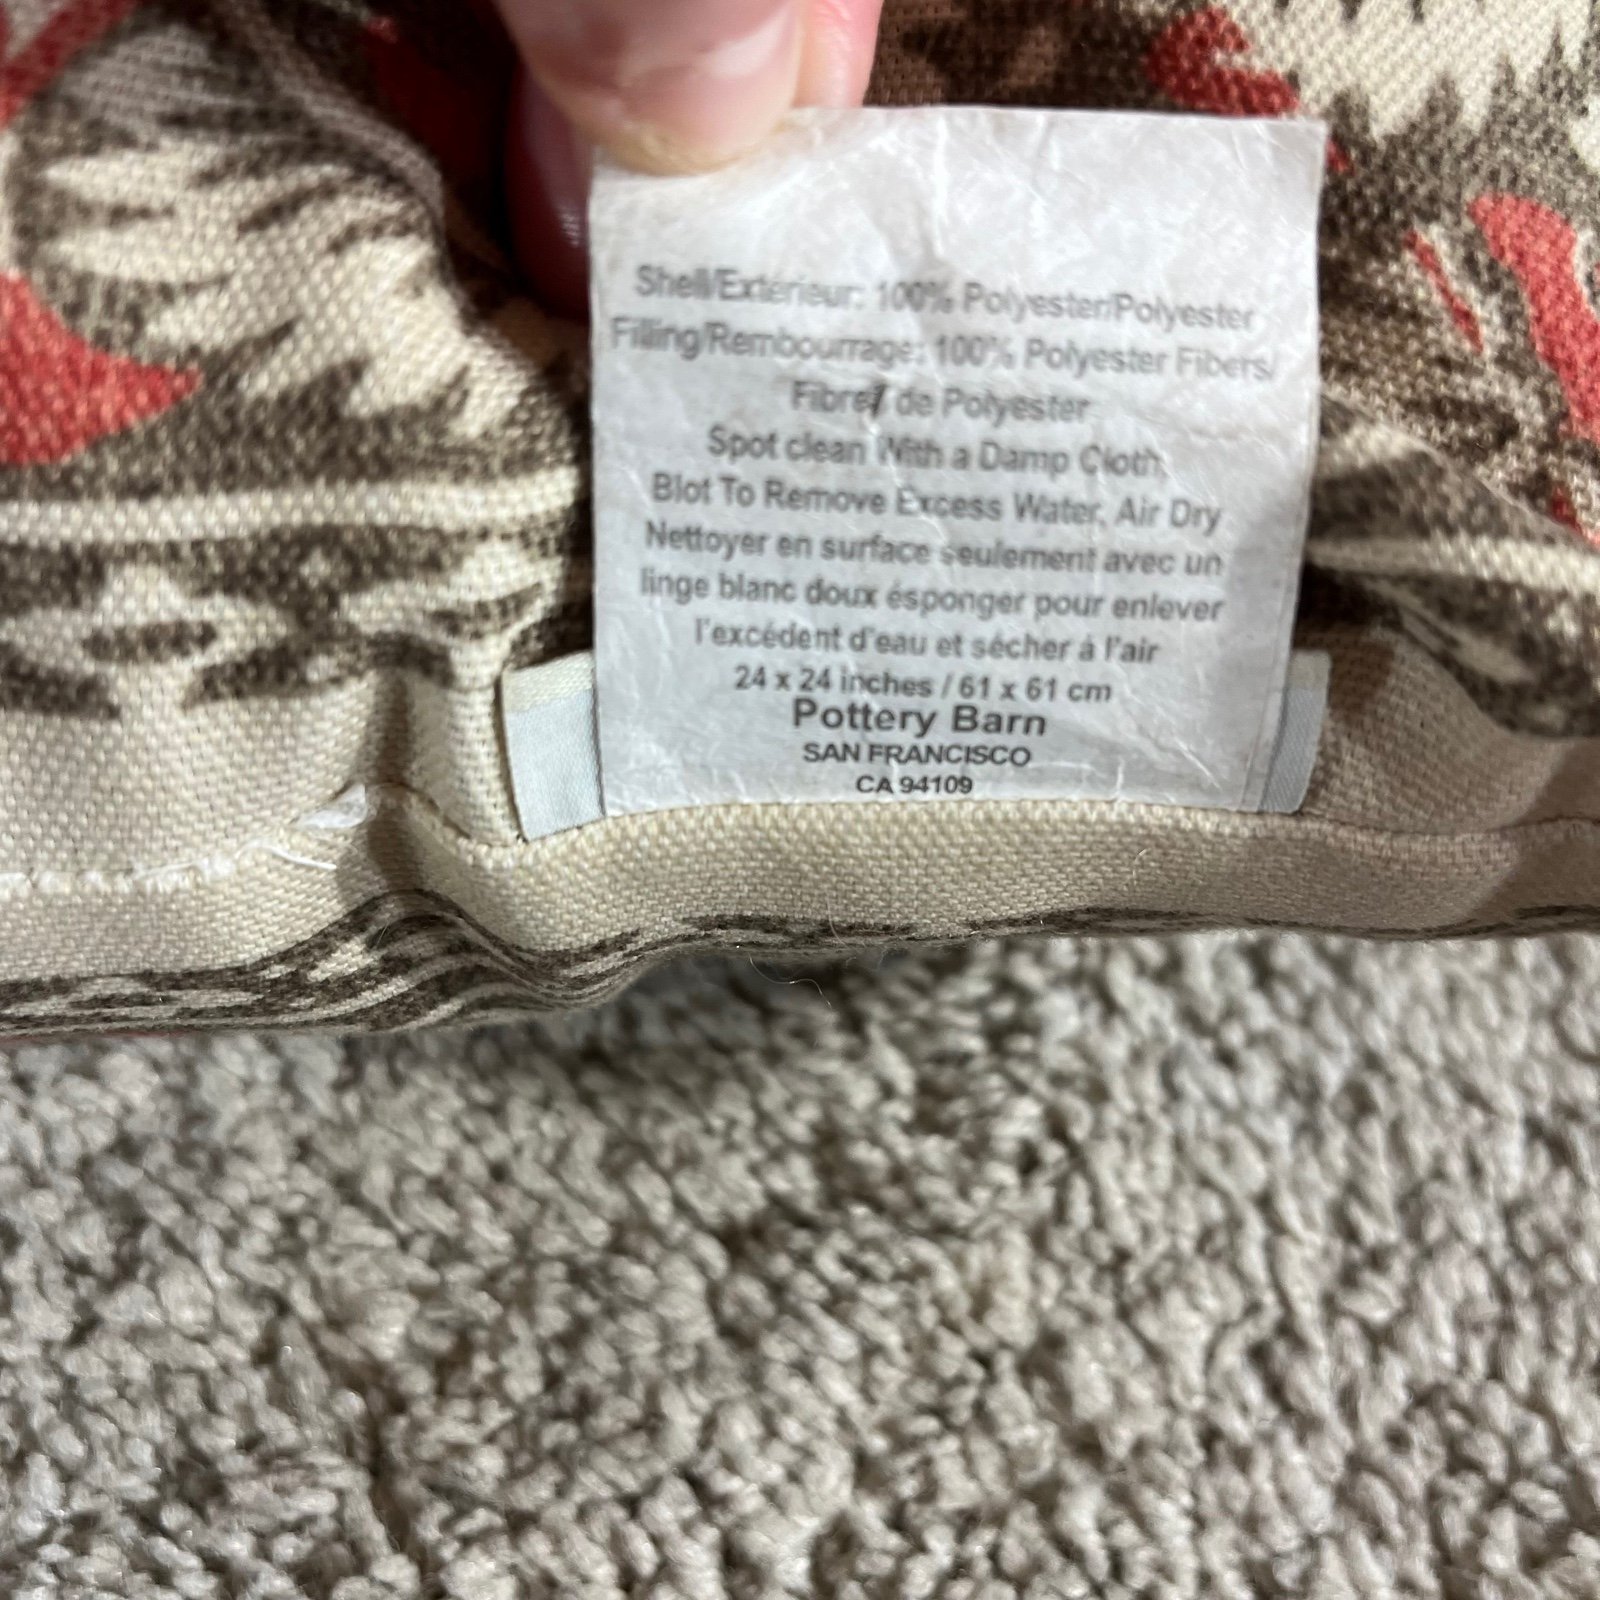 Shell/Extérieur: 100% Polyester/Polyester
Filling/Rembourrage: 100% Polyester Fibers/
Fibres de Polyester
Spot clean With a Damp Cloth,
Blot To Remove Excess Water, Air Dry
Nettoyer en surface seulement avec un
linge blanc doux ésponger pour enlever
l'excédent d'eau et sécher à l'air
24 x 24 inches / 61 x 61 cm
Pottery Barn
SAN FRANCISCO
CA 94109